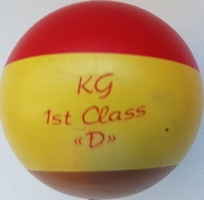 KG
1st Class
«D»